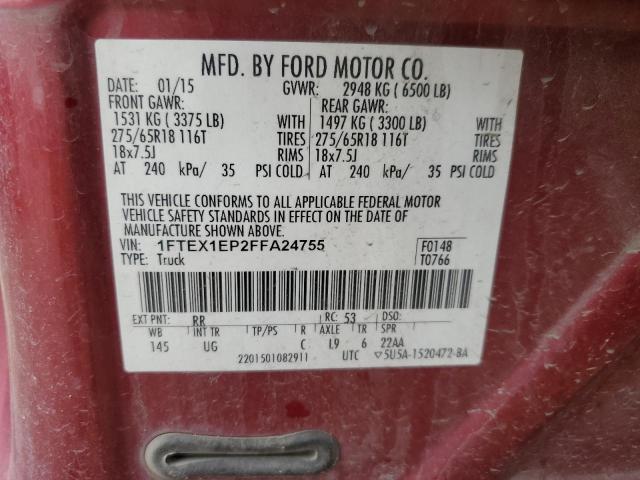 MFD. BY FORD MOTOR CO.
DATE: 01/15 GVWR: 2948 KG ( 6500 LB)
FRONT GAWR: REAR GAWR:
1531 KG ( 3375 LB) WITH 1497 KG ( 3300 LB) WITH
275/65R18 116T TIRES 275/65R18 116T TIRES
18x7.5J RIMS 18x7.5J RIMS
AT 240 kPa/ 35 PSI COLD AT 240 kPa/ 35 PSI COLD
THIS VEHICLE CONFORMS TO ALL APPLICABLE FEDERAL MOTOR
VEHICLE SAFETY STANDARDS IN EFFECT ON THE DATE OF
MANUFACTURE SHOWN ABOVE.
VIN: 1FTEX1EP2FFA24755 F0148
TYPE: Truck T0766
EXT PNT: RR RC: 53 DSO:
WB INT TR TP/PS R AXLE TR SPR
145 UG C L9 6 22AA
2201501082911 UTC ▽5U5A-1520472-BA